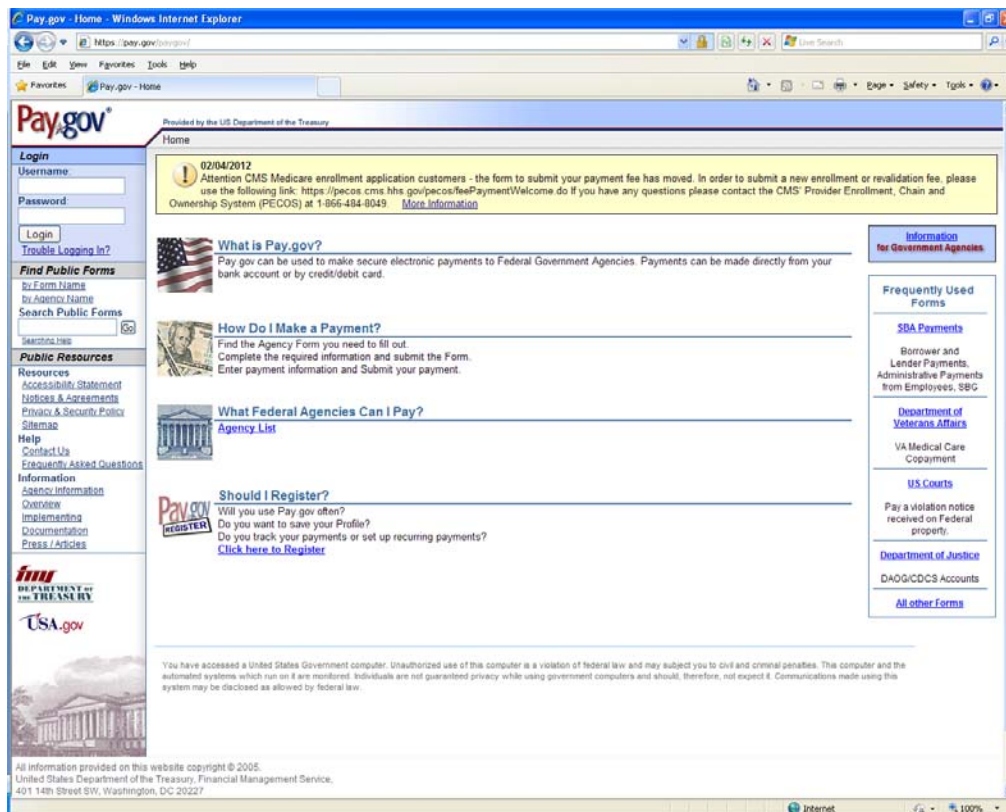 Pay.gov - Home - Windows Internet Explorer
https://pay.gov/paygov/
Live Search
File Edit View Favorites Tools Help
Favorites Pay.gov - Home
Page Safety Tools
Pay.gov
Provided by the US Department of the Treasury
Home
Login
Username:
Password:
Login
Trouble Logging In?
Find Public Forms
by Form Name
by Agency Name
Search Public Forms
Go
Searching Help
Public Resources
Resources
Accessibility Statement
Notices & Agreements
Privacy & Security Policy
Sitemap
Help
Contact Us
Frequently Asked Questions
Information
Agency Information
Overview
Implementing
Documentation
Press / Articles
fms
DEPARTMENT OF
THE TREASURY
USA.gov
02/04/2012
Attention CMS Medicare enrollment application customers - the form to submit your payment fee has moved. In order to submit a new enrollment or revalidation fee, please
use the following link: https://pecos.cms.hhs.gov/pecos/feePaymentWelcome.do If you have any questions please contact the CMS' Provider Enrollment, Chain and
Ownership System (PECOS) at 1-866-484-8049. More Information
What is Pay.gov?
Pay.gov can be used to make secure electronic payments to Federal Government Agencies. Payments can be made directly from your
bank account or by credit/debit card.
How Do I Make a Payment?
Find the Agency Form you need to fill out.
Complete the required information and submit the Form.
Enter payment information and Submit your payment.
What Federal Agencies Can I Pay?
Agency List
Pay.gov
REGISTER
Should I Register?
Will you use Pay.gov often?
Do you want to save your Profile?
Do you track your payments or set up recurring payments?
Click here to Register
Information
for Government Agencies
Frequently Used
Forms
SBA Payments
Borrower and
Lender Payments,
Administrative Payments
from Employees, SBG
Department of
Veterans Affairs
VA Medical Care
Copayment
US Courts
Pay a violation notice
received on Federal
property.
Department of Justice
DAOG/CDCS Accounts
All other Forms
You have accessed a United States Government computer. Unauthorized use of this computer is a violation of federal law and may subject you to civil and criminal penalties. This computer and the
automated systems which run on it are monitored. Individuals are not guaranteed privacy while using government computers and should, therefore, not expect it. Communications made using this
system may be disclosed as allowed by federal law.
All information provided on this website copyright © 2005.
United States Department of the Treasury, Financial Management Service,
401 14th Street SW, Washington, DC 20227
Internet
100%